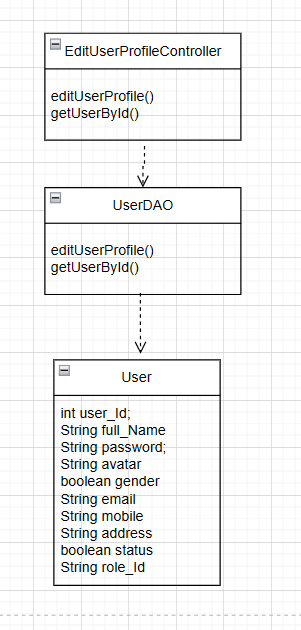 EditUserProfileController
editUserProfile()
getUserById()
UserDAO
editUserProfile()
getUserById()
User
int user_Id;
String full_Name
String password;
String avatar
boolean gender
String email
String mobile
String address
boolean status
String role_Id